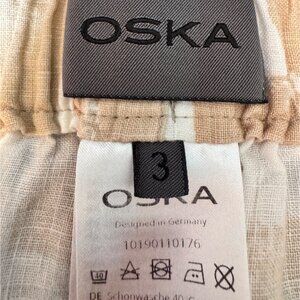 OSKA
3
OSKA
Designed in Germany
10190110176
DE Schonwäsche 40 C